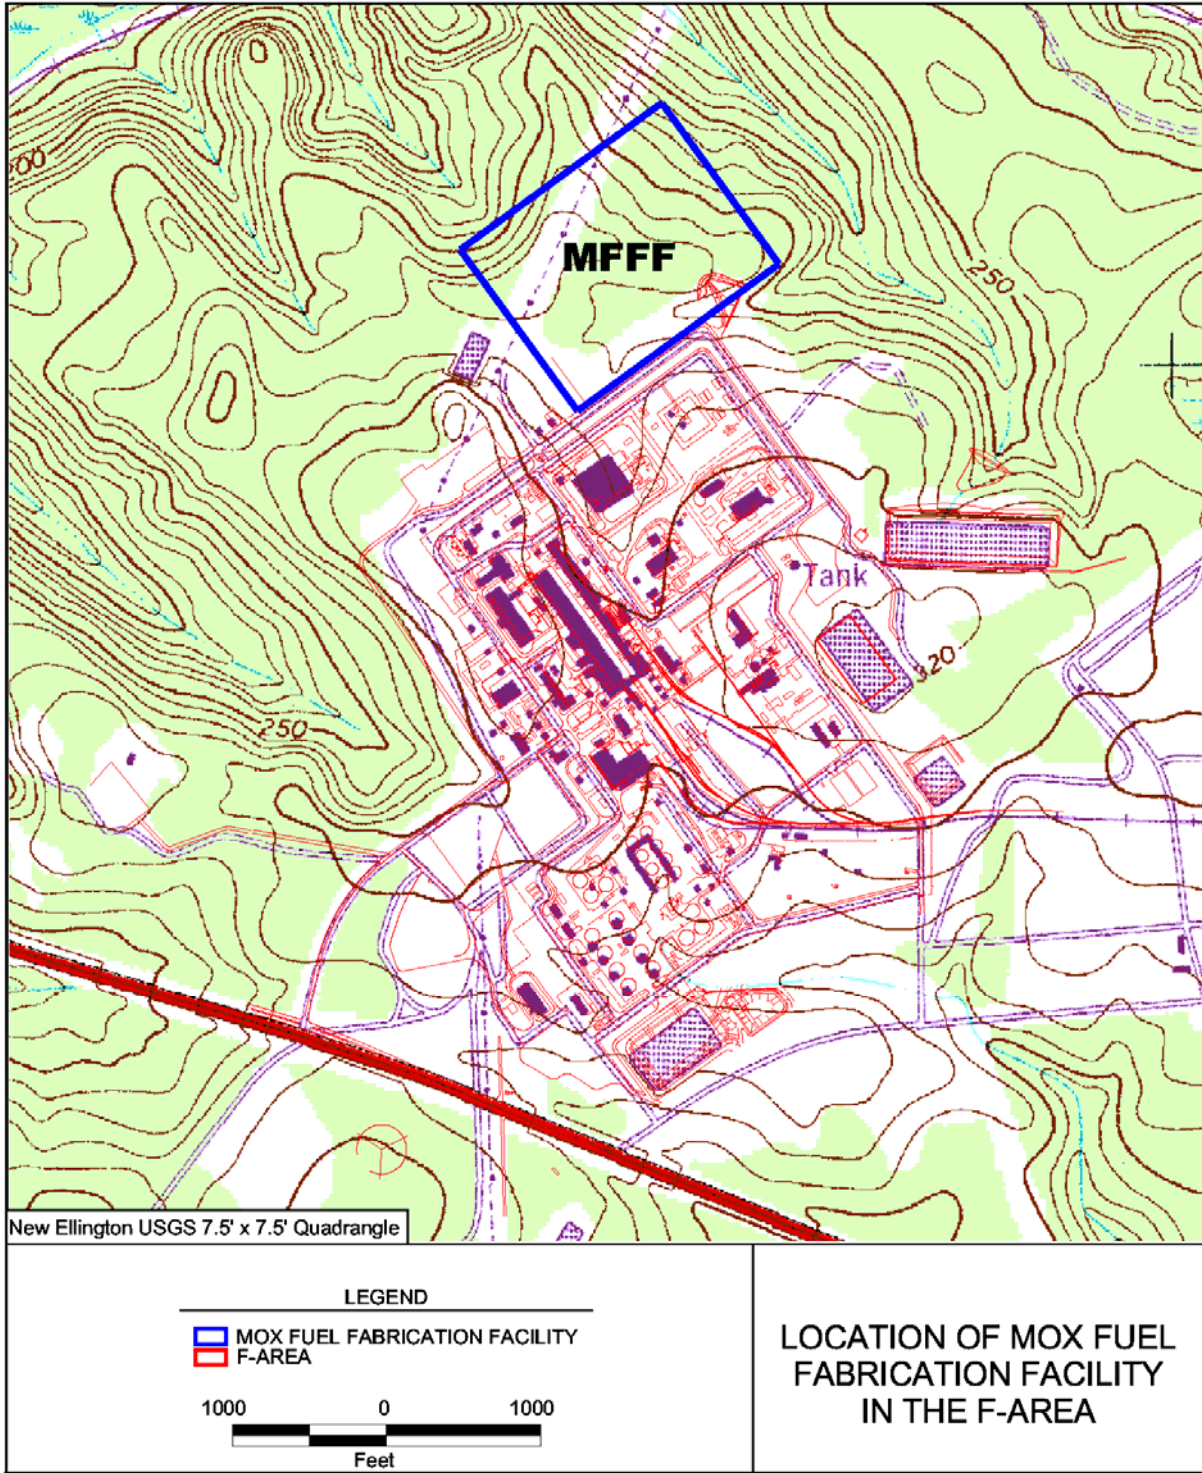 MFFF
250
Tank
320
250
New Ellington USGS 7.5' x 7.5' Quadrangle
LEGEND
MOX FUEL FABRICATION FACILITY
F-AREA
1000 0 1000
Feet
LOCATION OF MOX FUEL
FABRICATION FACILITY
IN THE F-AREA